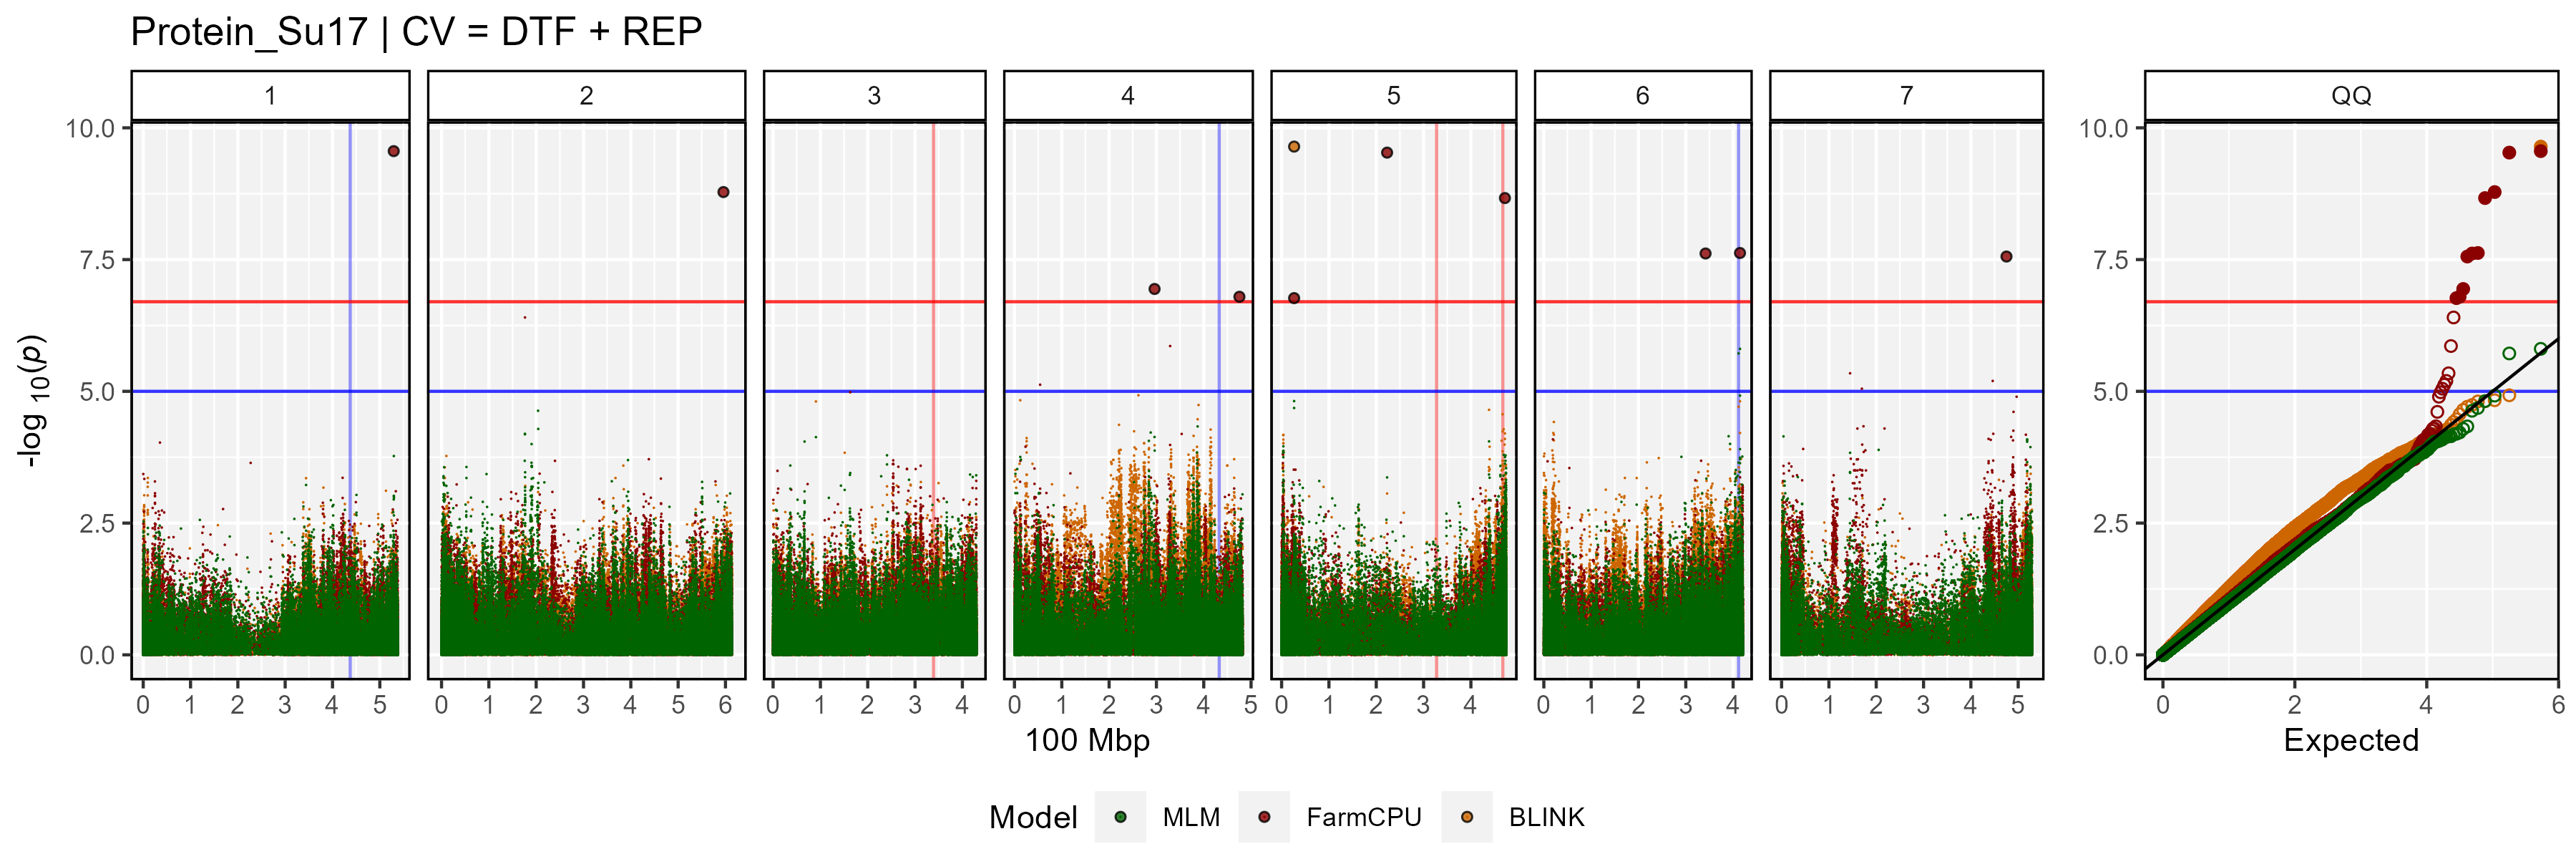 Protein_Su17 | CV = DTF + REP
1 2 3 4 5 6 7 QQ
-log 10(p)
10.0
7.5
5.0
2.5
0.0
10.0
7.5
5.0
2.5
0.0
0 1 2 3 4 5 0 1 2 3 4 5 6 0 1 2 3 4 0 1 2 3 4 5 0 1 2 3 4 0 1 2 3 4 0 1 2 3 4 5 0 2 4 6
100 Mbp Expected
Model MLM FarmCPU BLINK